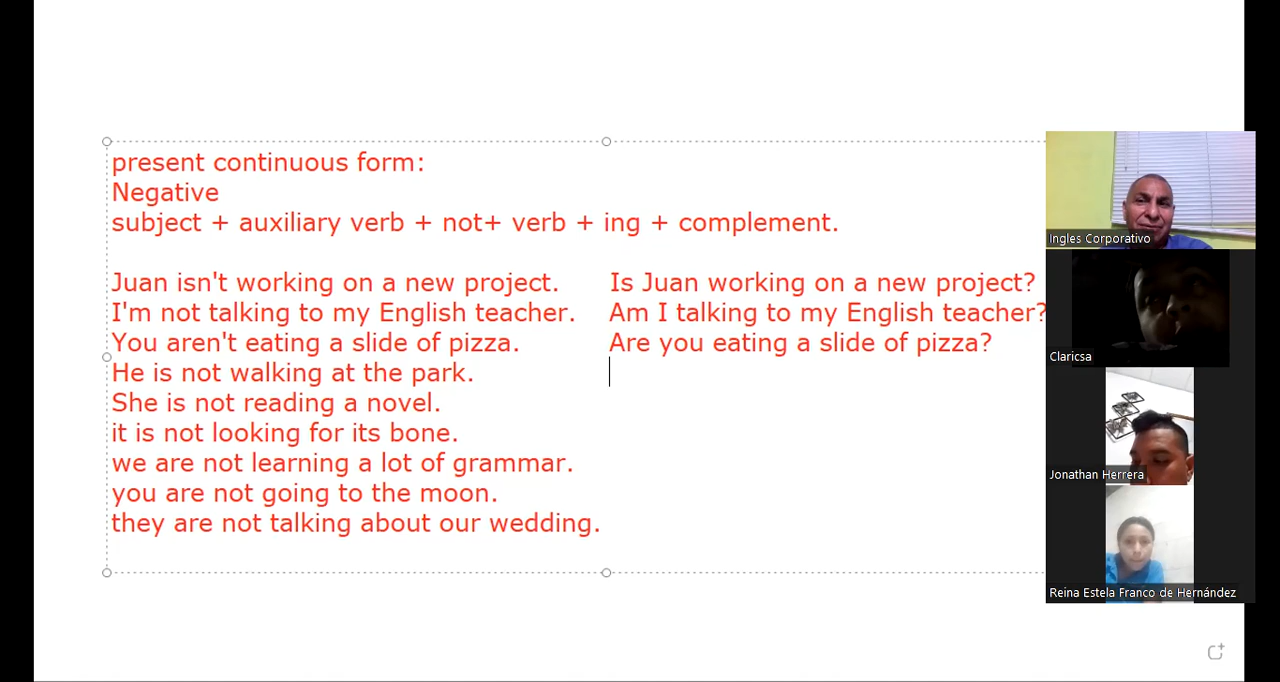 present continuous form:
Negative
subject + auxiliary verb + not+ verb + ing + complement.
Juan isn't working on a new project.
I'm not talking to my English teacher.
You aren't eating a slide of pizza.
He is not walking at the park.
She is not reading a novel.
it is not looking for its bone.
we are not learning a lot of grammar.
you are not going to the moon.
they are not talking about our wedding.
Is Juan working on a new project?
Am I talking to my English teacher?
Are you eating a slide of pizza?
Ingles Corporativo
Claricsa
Jonathan Herrera
Reina Estela Franco de Hernández